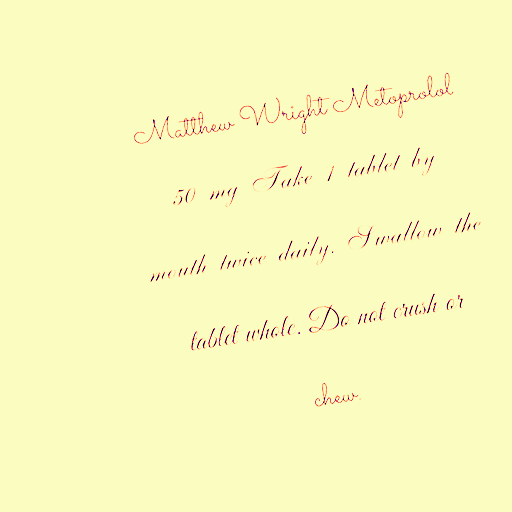 Matthew Wright Metoprolol
50 mg Take 1 tablet by
mouth twice daily. Swallow the
tablet whole. Do not crush or
chew.